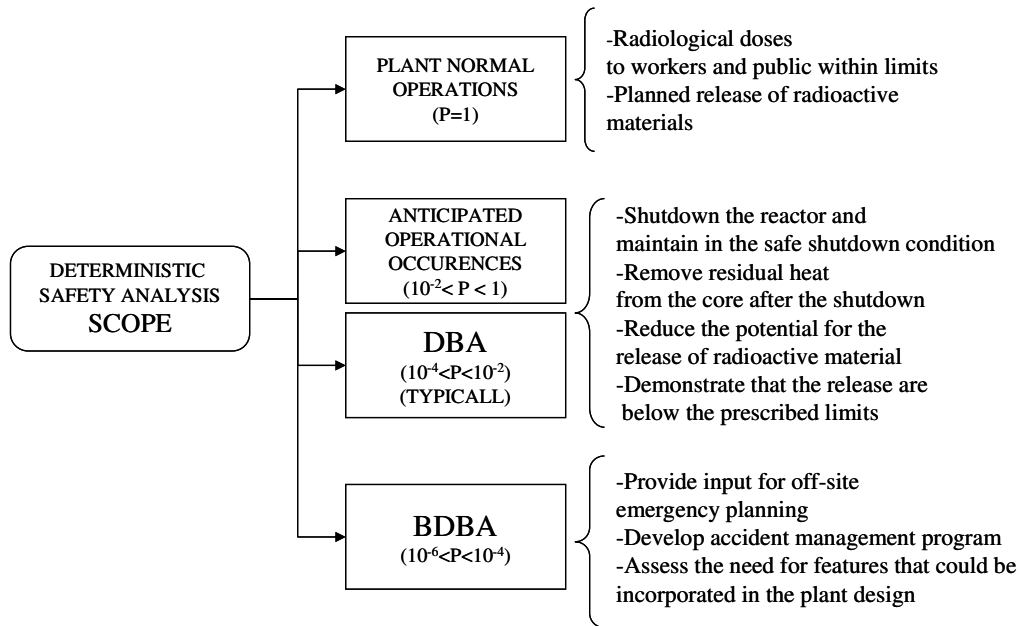 DETERMINISTIC
SAFETY ANALYSIS
SCOPE
PLANT NORMAL
OPERATIONS
(P=1)
-Radiological doses
to workers and public within limits
-Planned release of radioactive
materials
ANTICIPATED
OPERATIONAL
OCCURENCES
(10⁻²< P < 1)
DBA
(10⁻⁴<P<10⁻²)
(TYPICALL)
-Shutdown the reactor and
maintain in the safe shutdown condition
-Remove residual heat
from the core after the shutdown
-Reduce the potential for the
release of radioactive material
-Demonstrate that the release are
below the prescribed limits
BDBA
(10⁻⁶<P<10⁻⁴)
-Provide input for off-site
emergency planning
-Develop accident management program
-Assess the need for features that could be
incorporated in the plant design